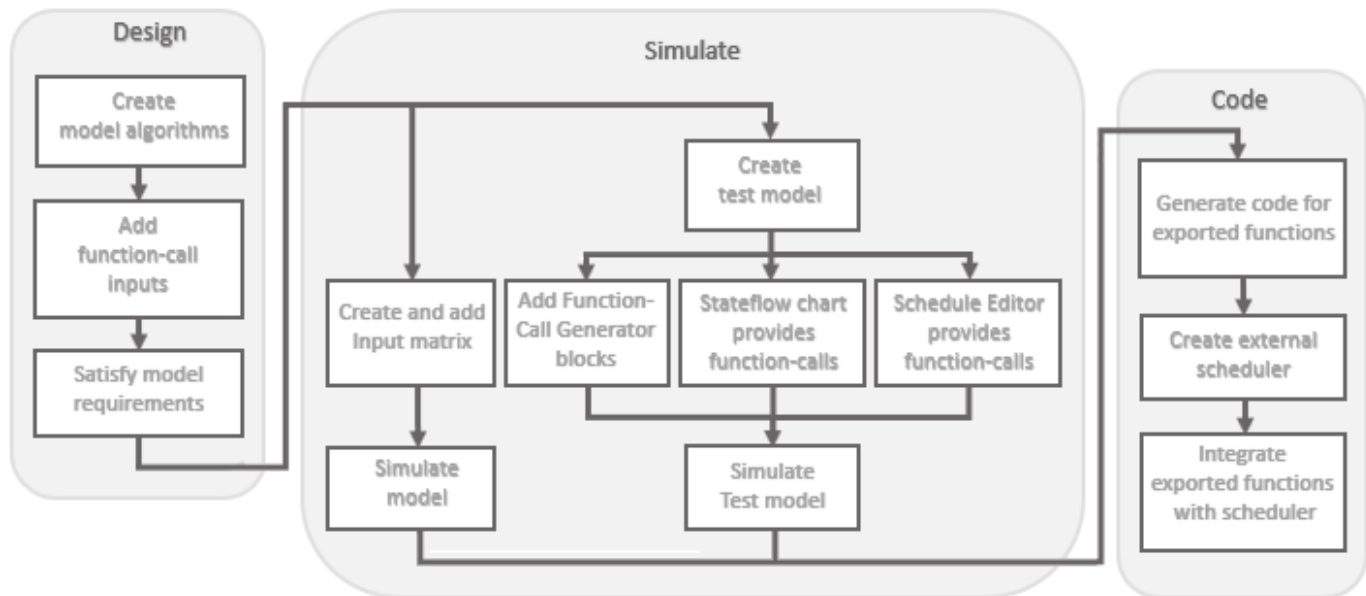 Design
Create
model algorithms
Add
function-call
inputs
Satisfy model
requirements
Simulate
Create
test model
Create and add
Input matrix
Add Function-
Call Generator
blocks
Stateflow chart
provides
function-calls
Schedule Editor
provides
function-calls
Simulate
model
Simulate
Test model
Code
Generate code for
exported functions
Create external
scheduler
Integrate
exported functions
with scheduler